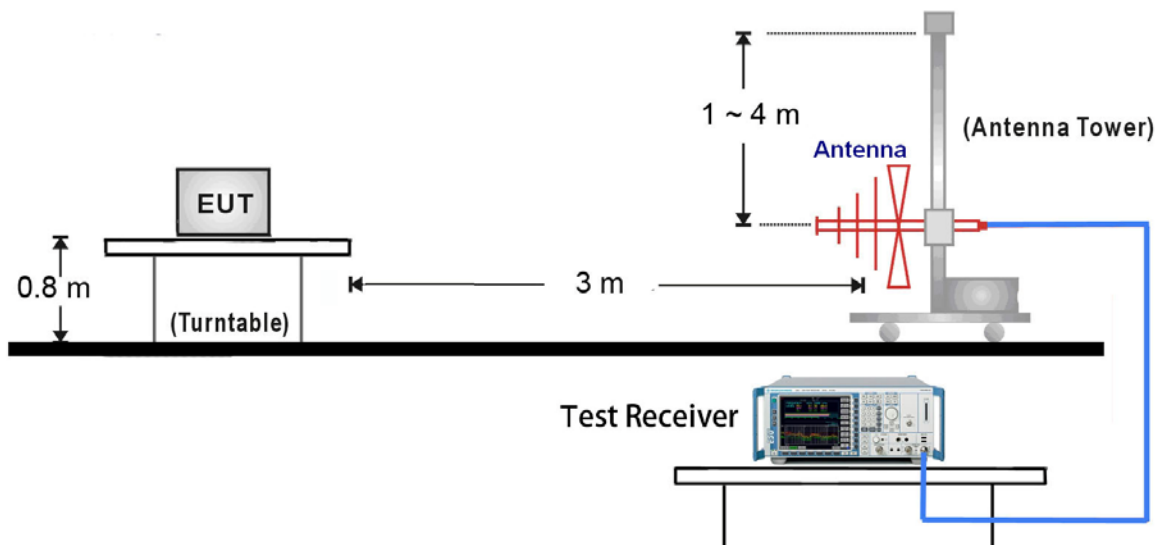 1 ~ 4 m
(Antenna Tower)
Antenna
EUT
0.8 m
3 m
(Turntable)
Test Receiver